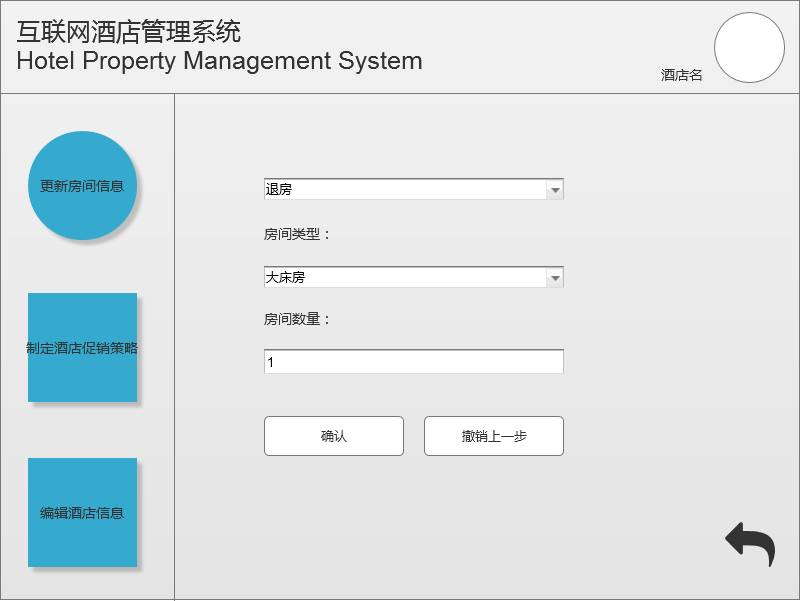 互联网酒店管理系统
Hotel Property Management System
酒店名
更新房间信息
制定酒店促销策略
编辑酒店信息
退房
房间类型：
大床房
房间数量：
1
确认
撤销上一步